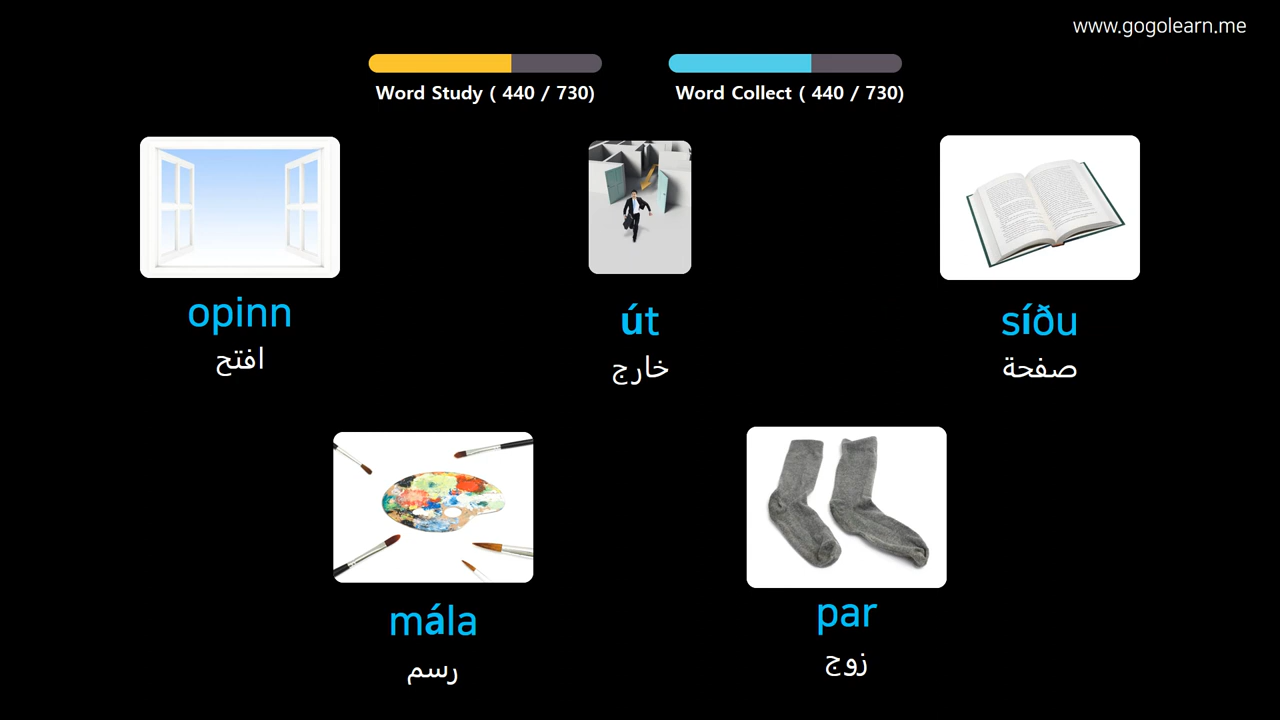 www.gogolearn.me
Word Study ( 440 / 730)
Word Collect ( 440 / 730)
opinn
افتح
út
خارج
síðu
صفحة
mála
رسم
par
زوج